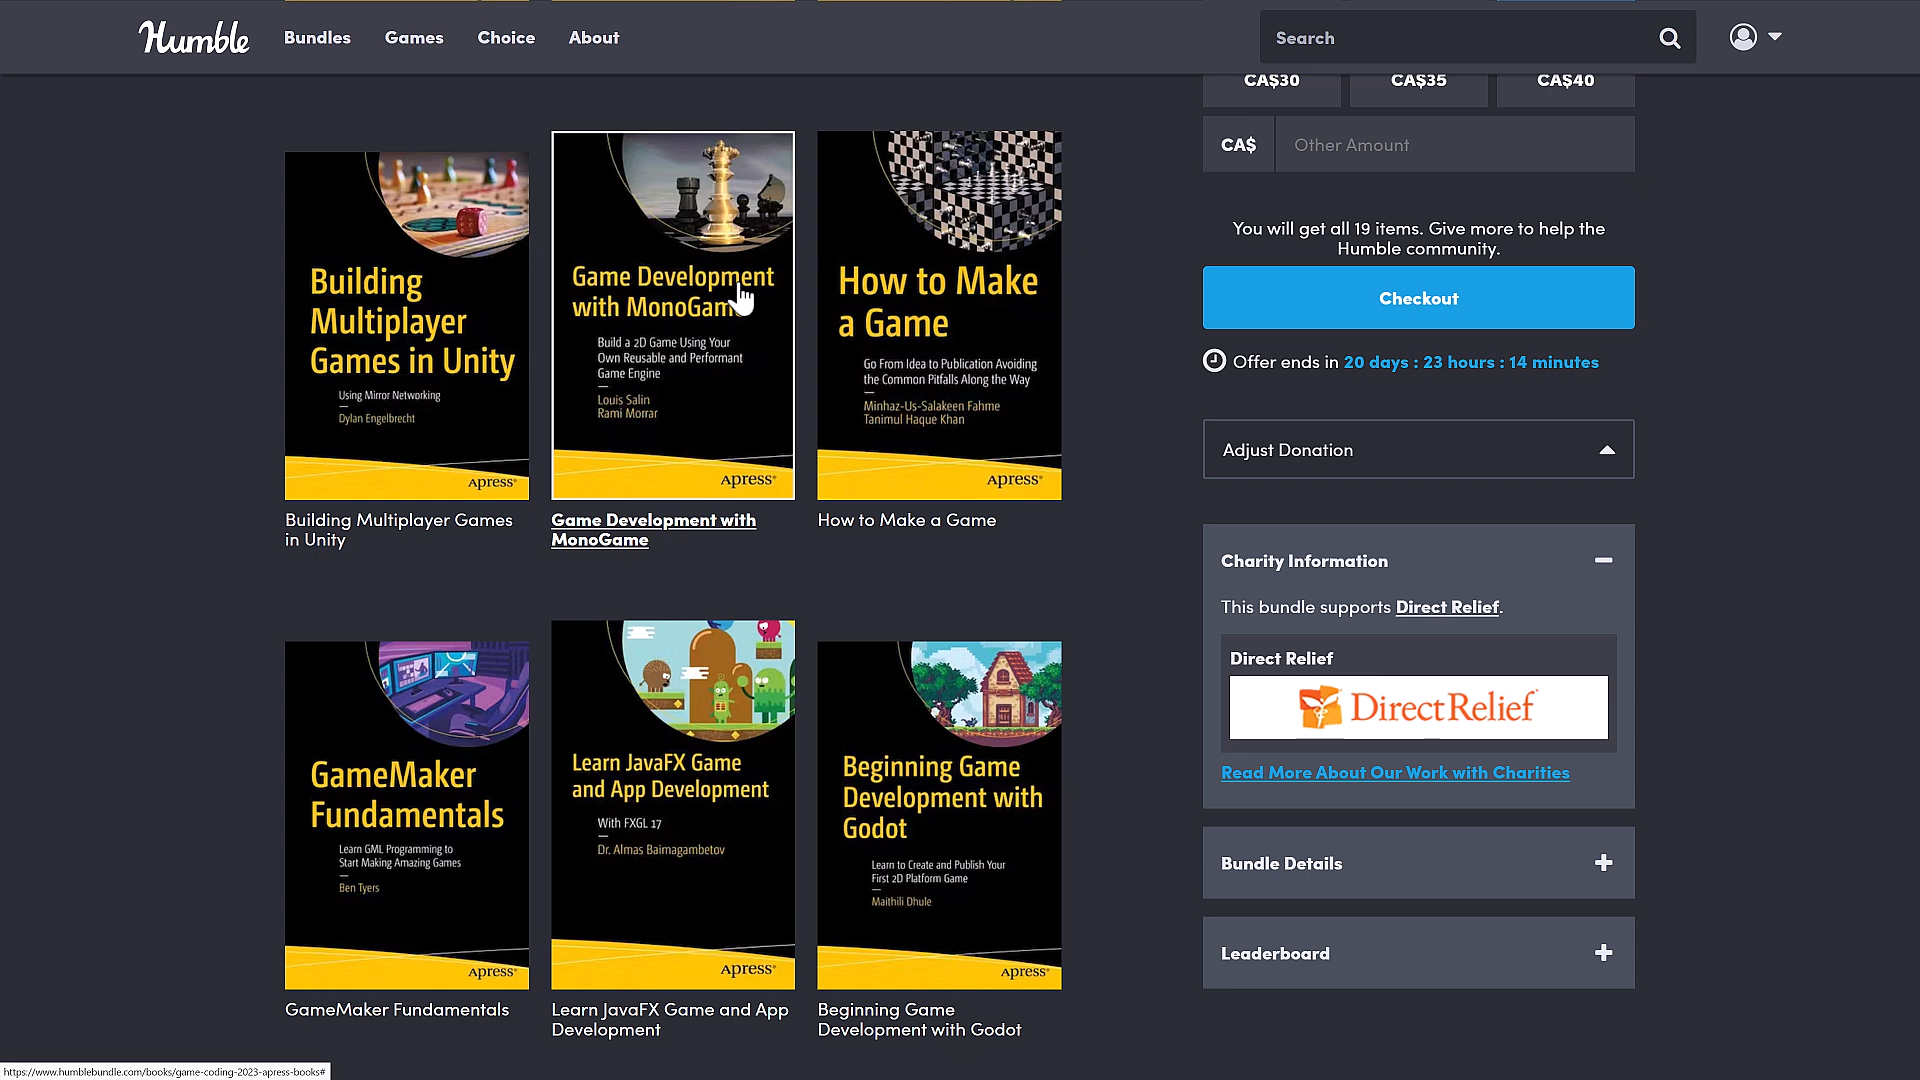 Humble
Bundles
Games
Choice
About
Search
CA$30
CA$35
CA$40
CA$
Other Amount
You will get all 19 items. Give more to help the
Humble community.
Checkout
Offer ends in 20 days : 23 hours : 14 minutes
Adjust Donation
Charity Information
This bundle supports Direct Relief.
Direct Relief
DirectRelief
Read More About Our Work with Charities
Bundle Details
Leaderboard
Building
Multiplayer
Games in Unity
Using Mirror Networking
Dylan Engelbrecht
Apress®
Building Multiplayer Games
in Unity
Game Development
with MonoGam
Build a 2D Game Using Your
Own Reusable and Performant
Game Engine
Louis Salin
Rami Morrar
Apress®
Game Development with
MonoGame
How to Make
a Game
Go From Idea to Publication Avoiding
the Common Pitfalls Along the Way
Minhaz-Us-Salakeen Fahme
Tanimul Haque Khan
Apress®
How to Make a Game
GameMaker
Fundamentals
Learn GML Programming to
Start Making Amazing Games
Ben Tyers
Apress®
GameMaker Fundamentals
Learn JavaFX Game
and App Development
With FXGL 17
Dr. Almas Baimagambetov
Apress®
Learn JavaFX Game and App
Development
Beginning Game
Development with
Godot
Learn to Create and Publish Your
First 2D Platform Game
Maithili Dhule
Apress®
Beginning Game
Development with Godot
https://www.humblebundle.com/books/game-coding-2023-apress-books#